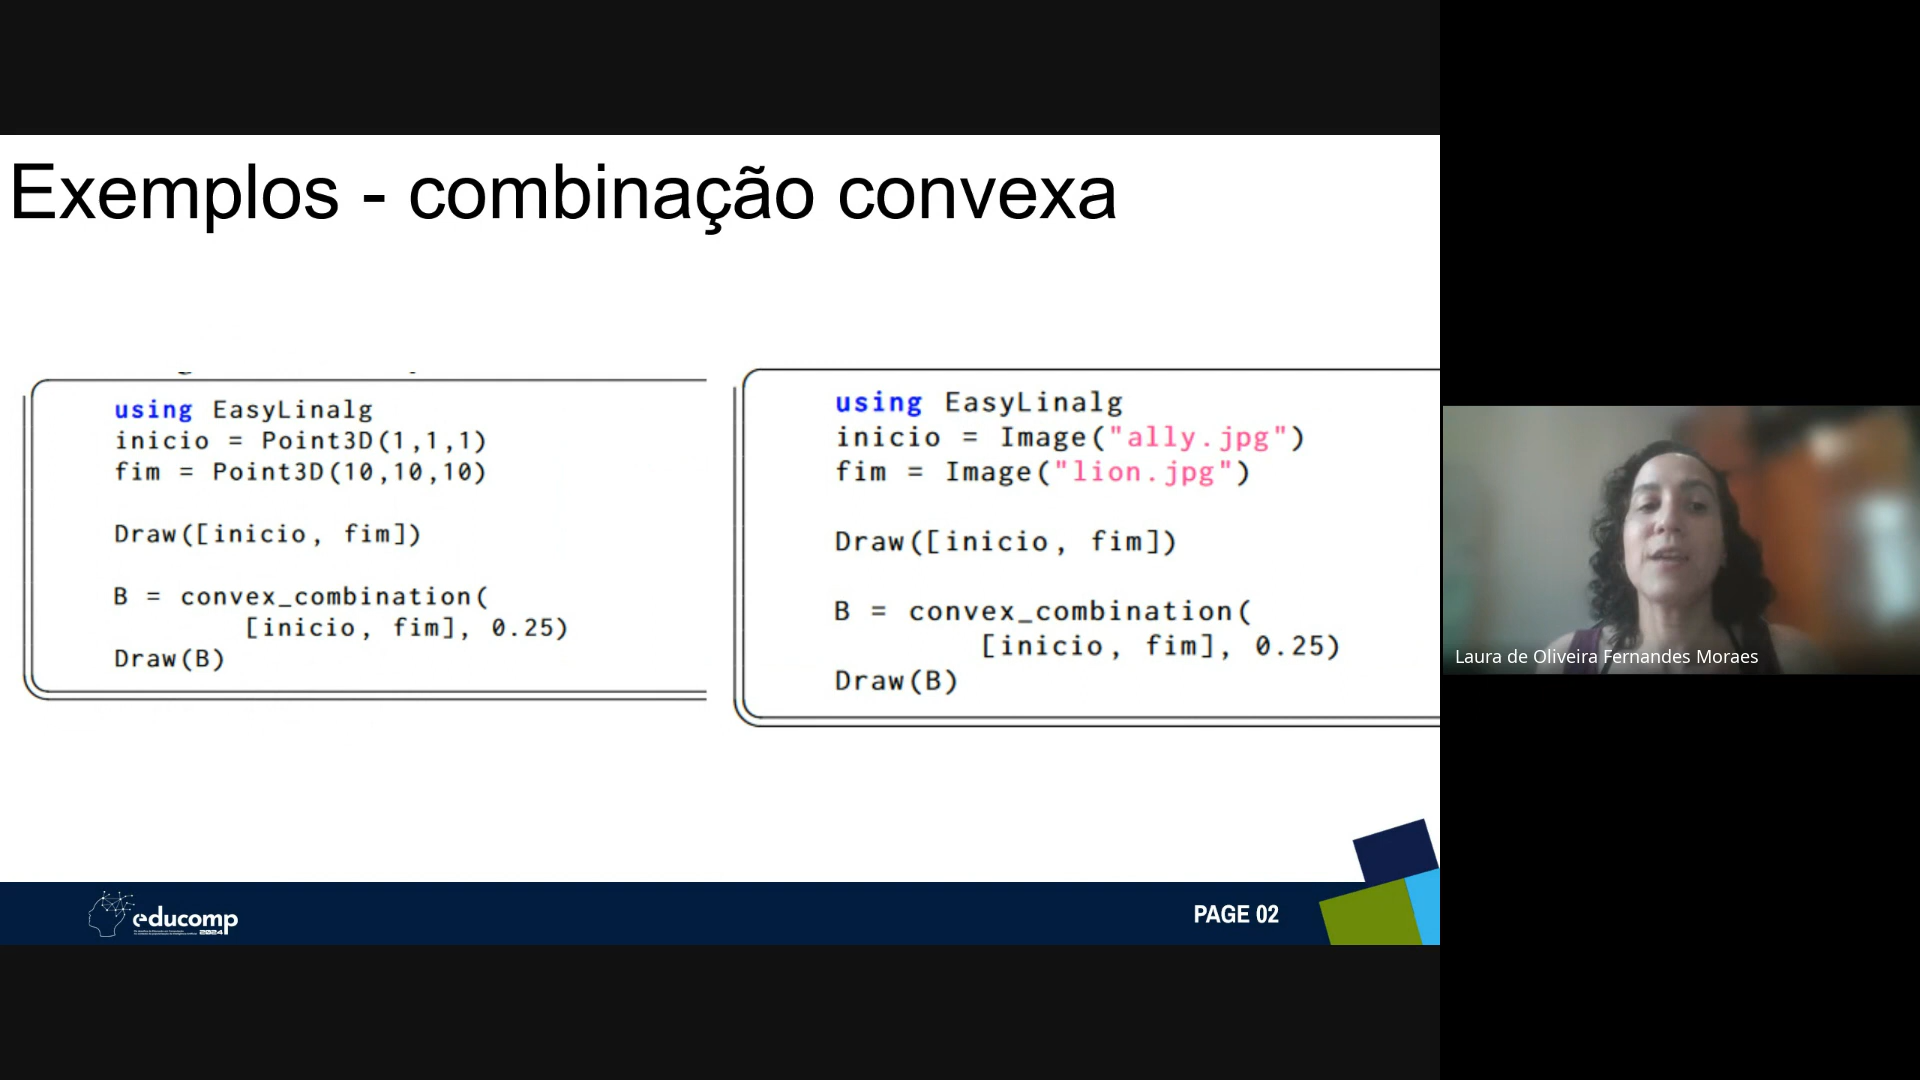 Exemplos - combinação convexa
using EasyLinalg
inicio = Point3D(1,1,1)
fim = Point3D(10,10,10)
Draw([inicio, fim])
B = convex_combination(
[inicio, fim], 0.25)
Draw(B)
using EasyLinalg
inicio = Image("ally.jpg")
fim = Image("lion.jpg")
Draw([inicio, fim])
B = convex_combination(
[inicio, fim], 0.25)
Draw(B)
Laura de Oliveira Fernandes Moraes
educomp
2024
PAGE 02